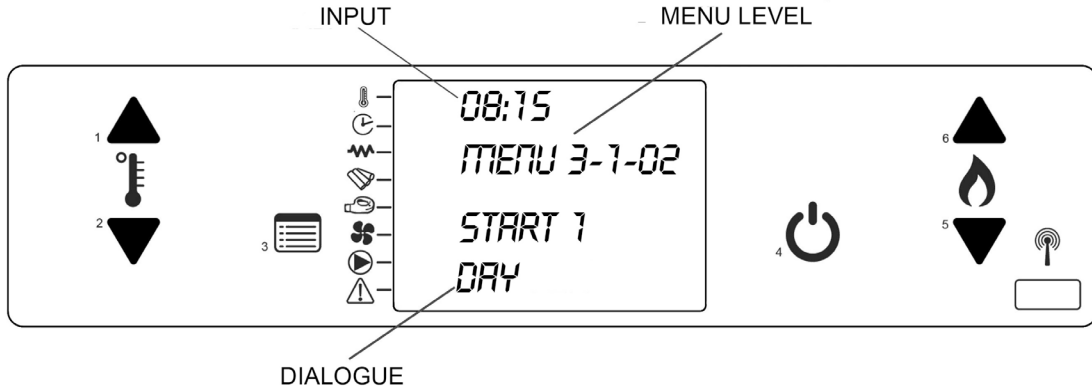 INPUT
MENU LEVEL
08:15
MENU 3-1-02
START 1
DAY
1
2
3
4
6
5
DIALOGUE